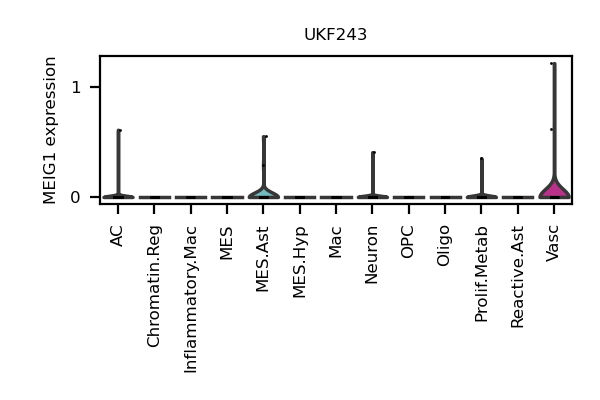 UKF243
MEIG1 expression
1
0
AC
Chromatin.Reg
Inflammatory.Mac
MES
MES.Ast
MES.Hyp
Mac
Neuron
OPC
Oligo
Prolif.Metab
Reactive.Ast
Vasc